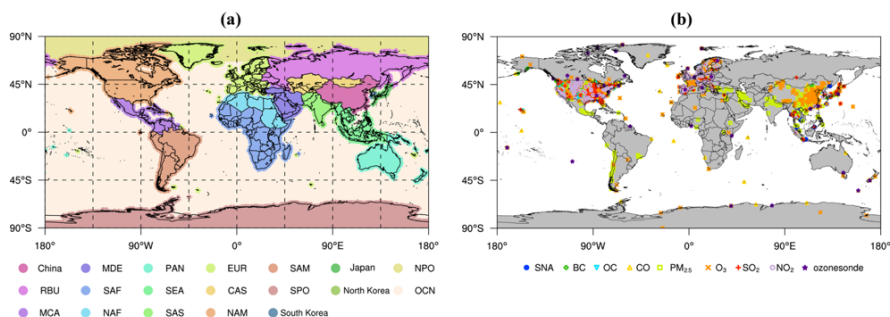 (a)
(b)
90°N
45°N
0°
45°S
90°S
180°
90°W
0°
90°E
180°
90°N
45°N
0°
45°S
90°S
180°
90°W
0°
90°E
180°
China MDE PAN EUR SAM Japan NPO
RBU SAF SEA CAS SPO North Korea OCN
MCA NAF SAS NAM South Korea
SNA BC OC CO PM2.5 O3 SO2 NO2 ozonesonde